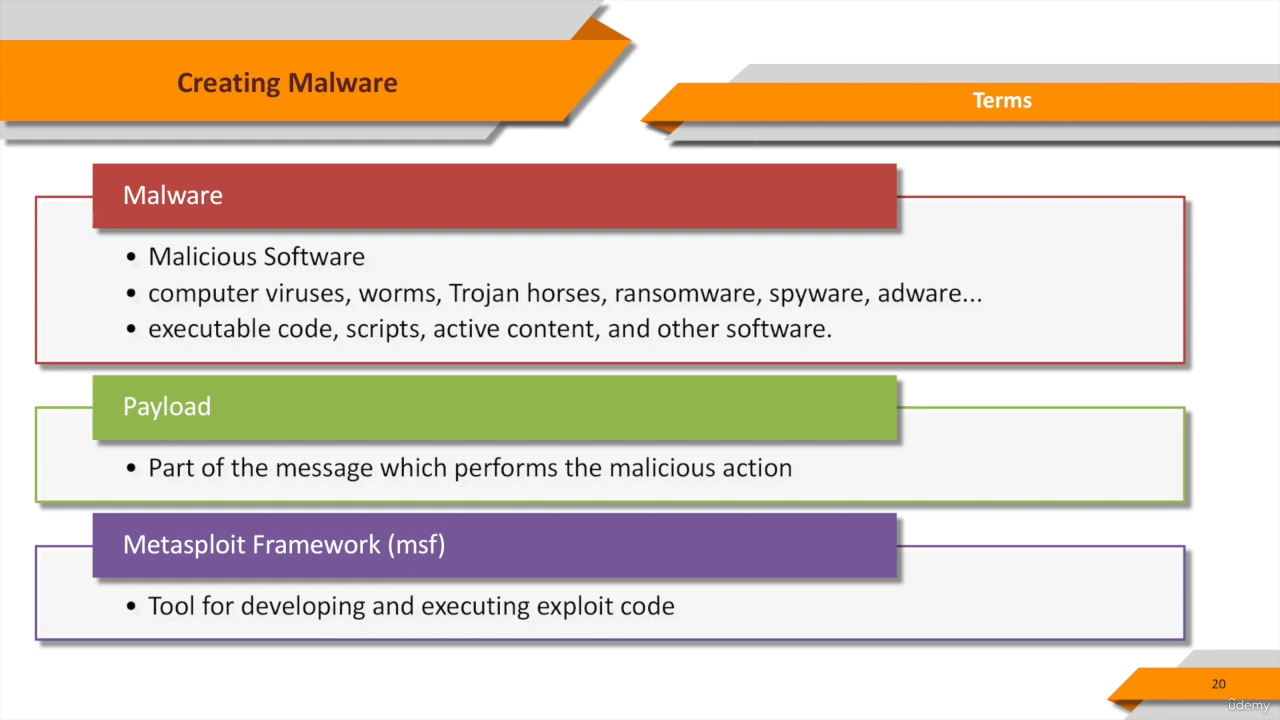 Creating Malware
Terms
Malware
• Malicious Software
• computer viruses, worms, Trojan horses, ransomware, spyware, adware...
• executable code, scripts, active content, and other software.
Payload
• Part of the message which performs the malicious action
Metasploit Framework (msf)
• Tool for developing and executing exploit code
20
ûdemy